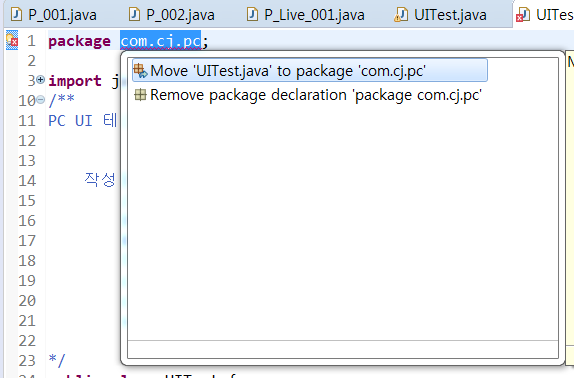 P_001.java P_002.java P_Live_001.java UITest.java UITes
1 package com.cj.pc;
2
3 import j
10 /**
11 PC UI 테
12
13
14 작성
15
16
17
18
19
20
21
22
23 */
Move 'UITest.java' to package 'com.cj.pc'
Remove package declaration 'package com.cj.pc'